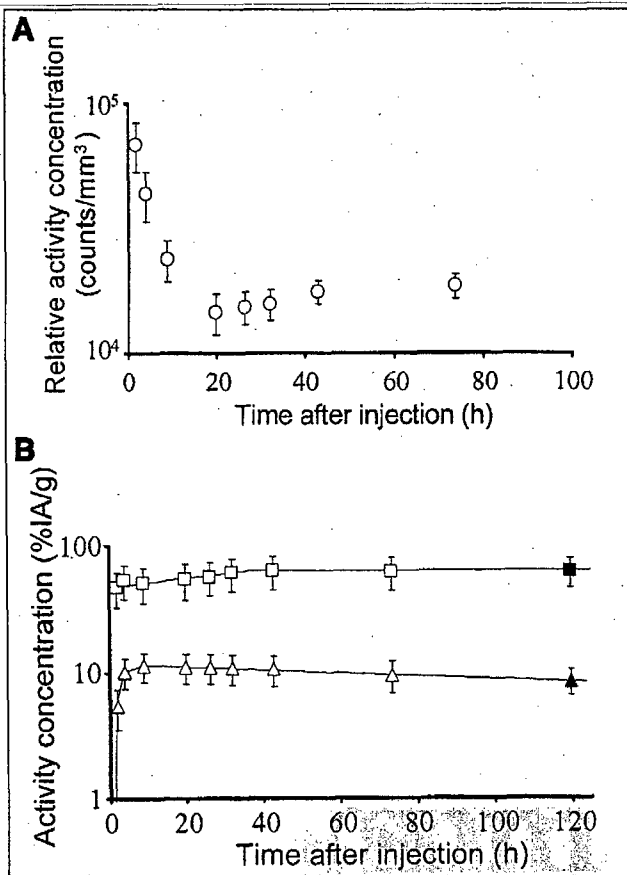 A
Relative activity concentration
(counts/mm³)
10⁵
10⁴
0 20 40 60 80 100
Time after injection (h)
B
Activity concentration (%IA/g)
100
10
1
0 20 40 60 80 100 120
Time after injection (h)